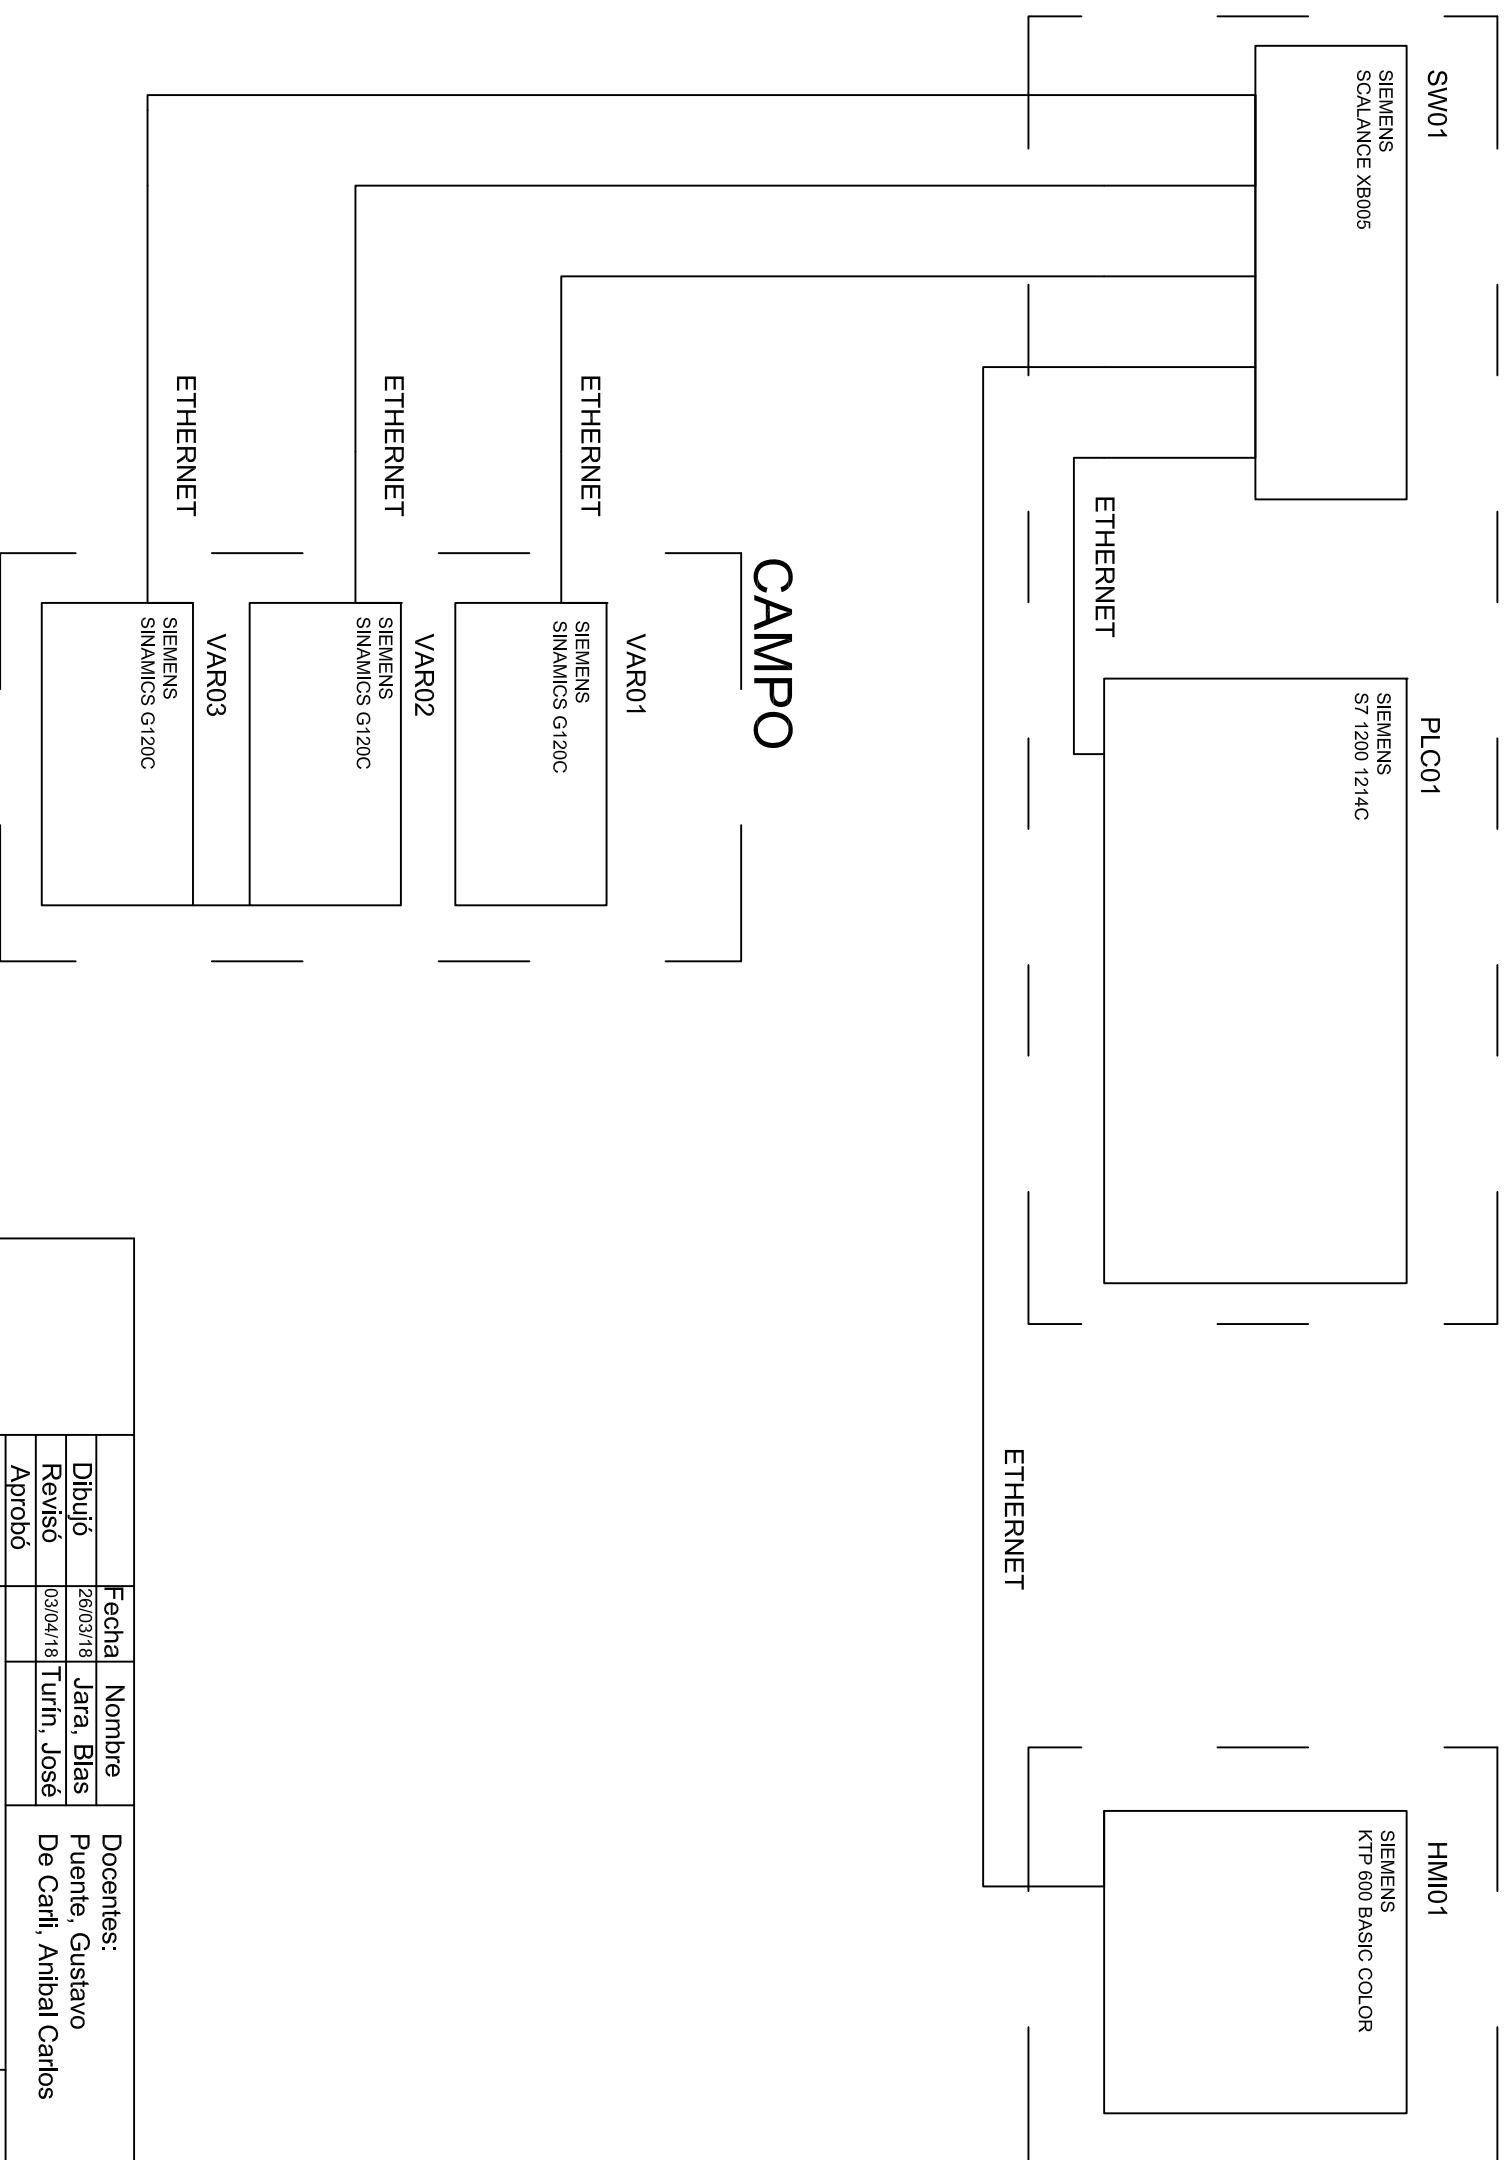 SW01
SIEMENS
SCALANCE XB005
PLC01
SIEMENS
S7 1200 1214C
HMI01
SIEMENS
KTP 600 BASIC COLOR
ETHERNET
ETHERNET
CAMPO
VAR01
SIEMENS
SINAMICS G120C
ETHERNET
VAR02
SIEMENS
SINAMICS G120C
ETHERNET
VAR03
SIEMENS
SINAMICS G120C
ETHERNET
Fecha Nombre
Dibujó 26/03/18 Jara, Blas
Revisó 03/04/18 Turín, José
Aprobó
Docentes:
Puente, Gustavo
De Carli, Anibal Carlos